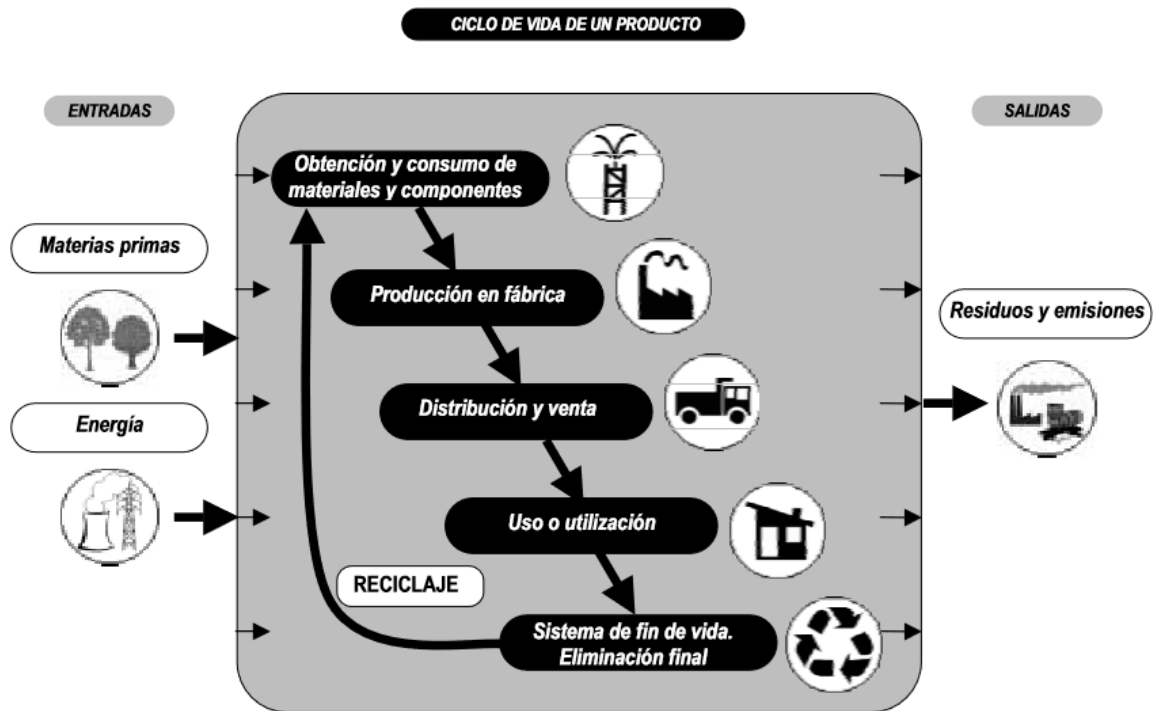 CICLO DE VIDA DE UN PRODUCTO
ENTRADAS
SALIDAS
Obtención y consumo de
materiales y componentes
Materias primas
Producción en fábrica
Residuos y emisiones
Distribución y venta
Energía
Uso o utilización
RECICLAJE
Sistema de fin de vida.
Eliminación final